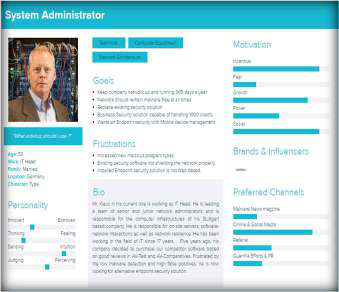 System Administrator
Technical
Computer Equipment
Network Architecture
"What antivirus should I use ?"
Age: 50
Work: IT Head
Family: Married
Location: Germany
Character: Type
Personality
Introvert Extrovert
Thinking Feeling
Sensing Intuition
Judging Perceiving
Goals
Keep company network up and running 365 days a year
Network should remain malware free at all times
Replace existing security solution
Business Security solution capable of handling 1000 clients
Wants an Endpoint security with Mobile device management
Frustrations
Increased new malicious program types
Existing security software not shielding the network properly
Installed Endpoint security solution is not AI based
Bio
Mr. Klaus in his current role is working as IT Head. He is leading
a team of senior and junior network administrators and is
responsible for the computer infrastructures of his Budget
based company. He is responsible for on-site servers, software-
network interactions as well as network resilience. He has been
working in the field of IT since 17 years. Five years ago, his
company decided to purchase our computer software, based
on good reviews in AV-Test and AV-Comparatives. Frustrated by
the low malware detection and high false positives, he is now
looking for alternative endpoint security solution.
Motivation
Incentive
Fear
Growth
Power
Social
Brands & Influencers
Preferred Channels
Malware News magazine
Online & Social Media
Referral
Guerrilla Efforts & PR